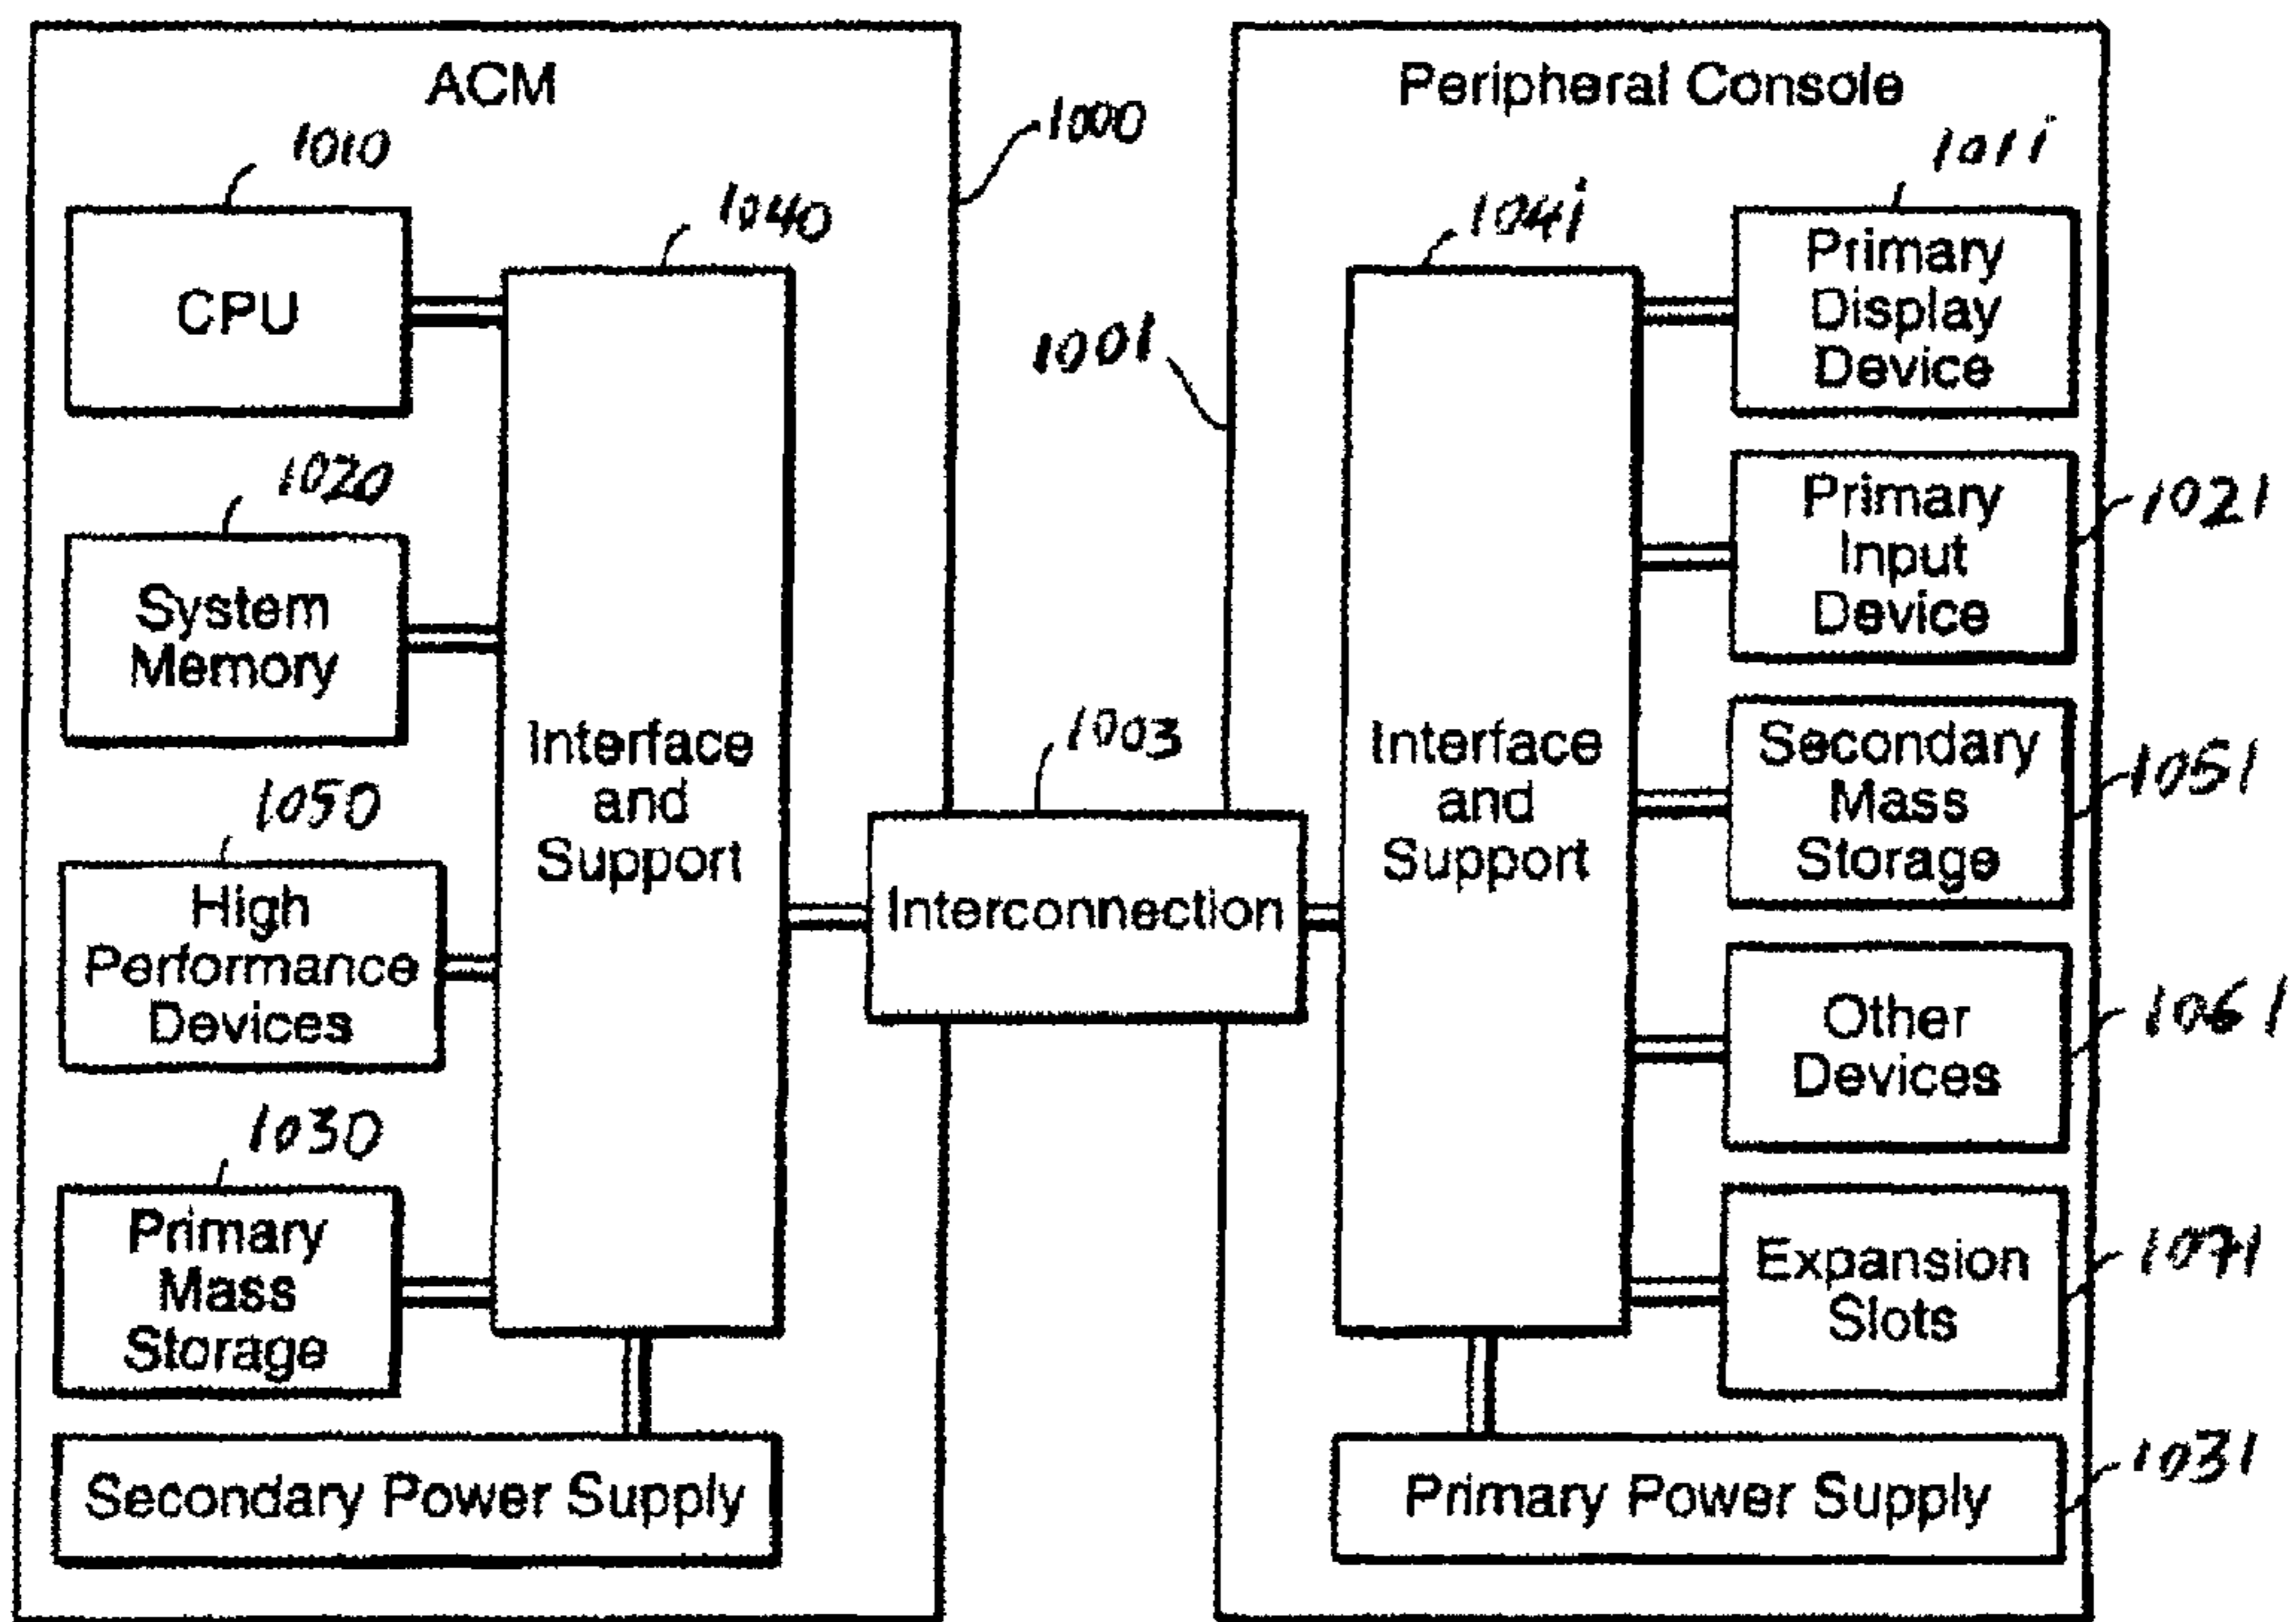 ACM
1000
1010
CPU
1040
1020
System
Memory
1050
High
Performance
Devices
1030
Primary
Mass
Storage
Interface
and
Support
Secondary Power Supply
1003
Interconnection
Peripheral Console
1001
1041
Interface
and
Support
1011
Primary
Display
Device
Primary
Input
Device
1021
Secondary
Mass
Storage
1051
Other
Devices
1061
Expansion
Slots
1071
Primary Power Supply
1031